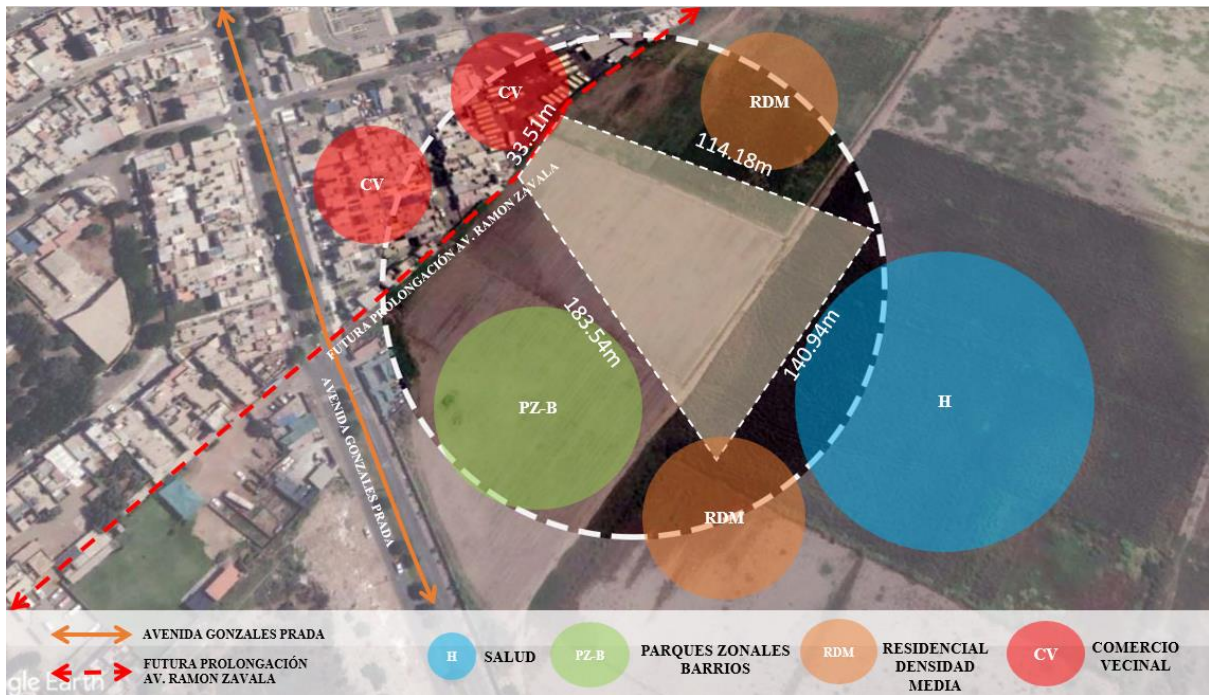 CV
RDM
33.51m
114.18m
CV
FUTURA PROLONGACIÓN AV. RAMON ZAVALA
183.54m
140.94m
PZ-B
H
AVENIDA GONZALES PRADA
RDM
AVENIDA GONZALES PRADA
FUTURA PROLONGACIÓN
AV. RAMON ZAVALA
H
SALUD
PZ-B
PARQUES ZONALES
BARRIOS
RDM
RESIDENCIAL
DENSIDAD
MEDIA
CV
COMERCIO
VECINAL
gle Earth